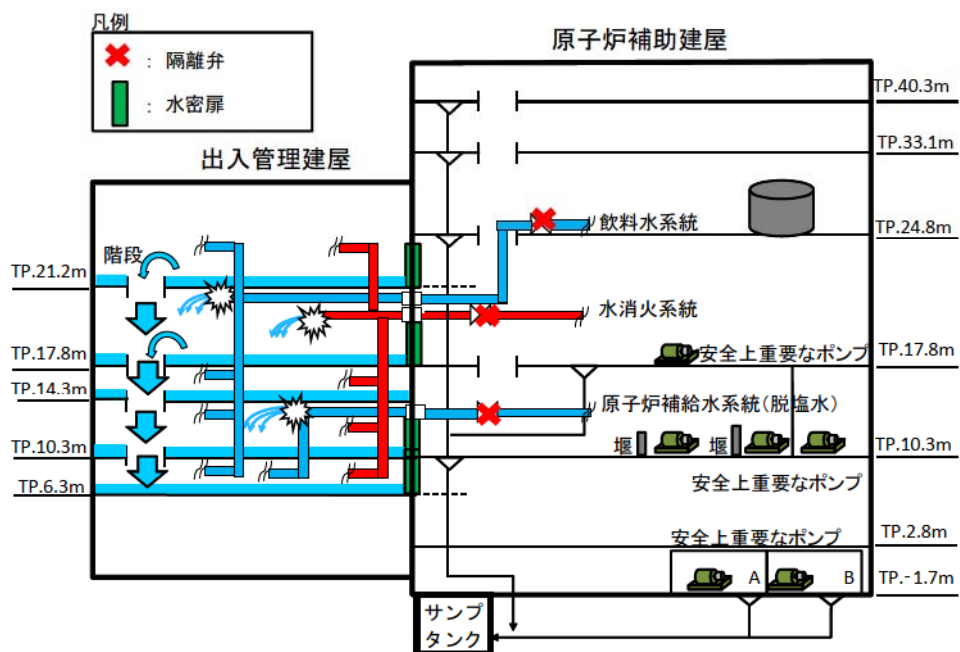 凡例
: 隔離弁
: 水密扉
原子炉補助建屋
出入管理建屋
TP.40.3m
TP.33.1m
飲料水系統
TP.24.8m
階段
TP.21.2m
水消火系統
TP.17.8m
安全上重要なポンプ
TP.17.8m
TP.14.3m
原子炉補給水系統(脱塩水)
堰
堰
TP.10.3m
TP.10.3m
安全上重要なポンプ
TP.6.3m
安全上重要なポンプ
TP.2.8m
A
B
TP.-1.7m
サンプ
タンク